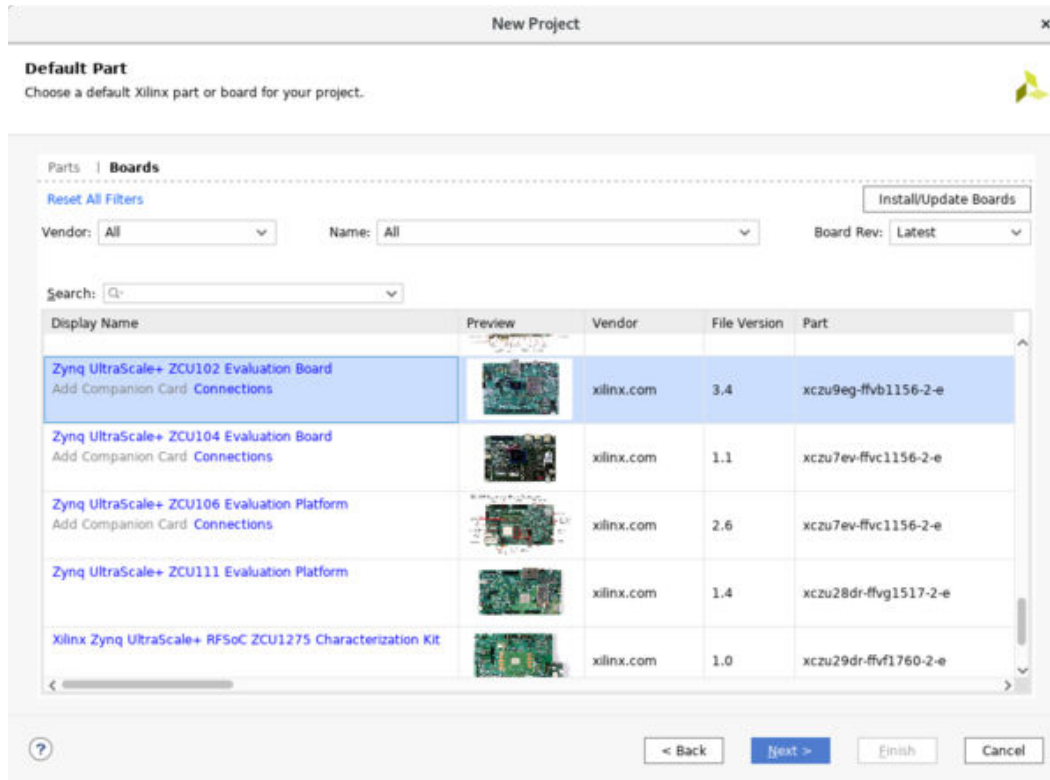 New Project
Default Part
Choose a default Xilinx part or board for your project.
Parts | Boards
Reset All Filters
Install/Update Boards
Vendor: All Name: All Board Rev: Latest
Search:
Display Name Preview Vendor File Version Part
Zynq UltraScale+ ZCU102 Evaluation Board
Add Companion Card Connections
xilinx.com 3.4 xczu9eg-ffvb1156-2-e
Zynq UltraScale+ ZCU104 Evaluation Board
Add Companion Card Connections
xilinx.com 1.1 xczu7ev-ffvc1156-2-e
Zynq UltraScale+ ZCU106 Evaluation Platform
Add Companion Card Connections
xilinx.com 2.6 xczu7ev-ffvc1156-2-e
Zynq UltraScale+ ZCU111 Evaluation Platform
xilinx.com 1.4 xczu28dr-ffvg1517-2-e
Xilinx Zynq UltraScale+ RFSoC ZCU1275 Characterization Kit
xilinx.com 1.0 xczu29dr-ffvf1760-2-e
? < Back Next > Finish Cancel